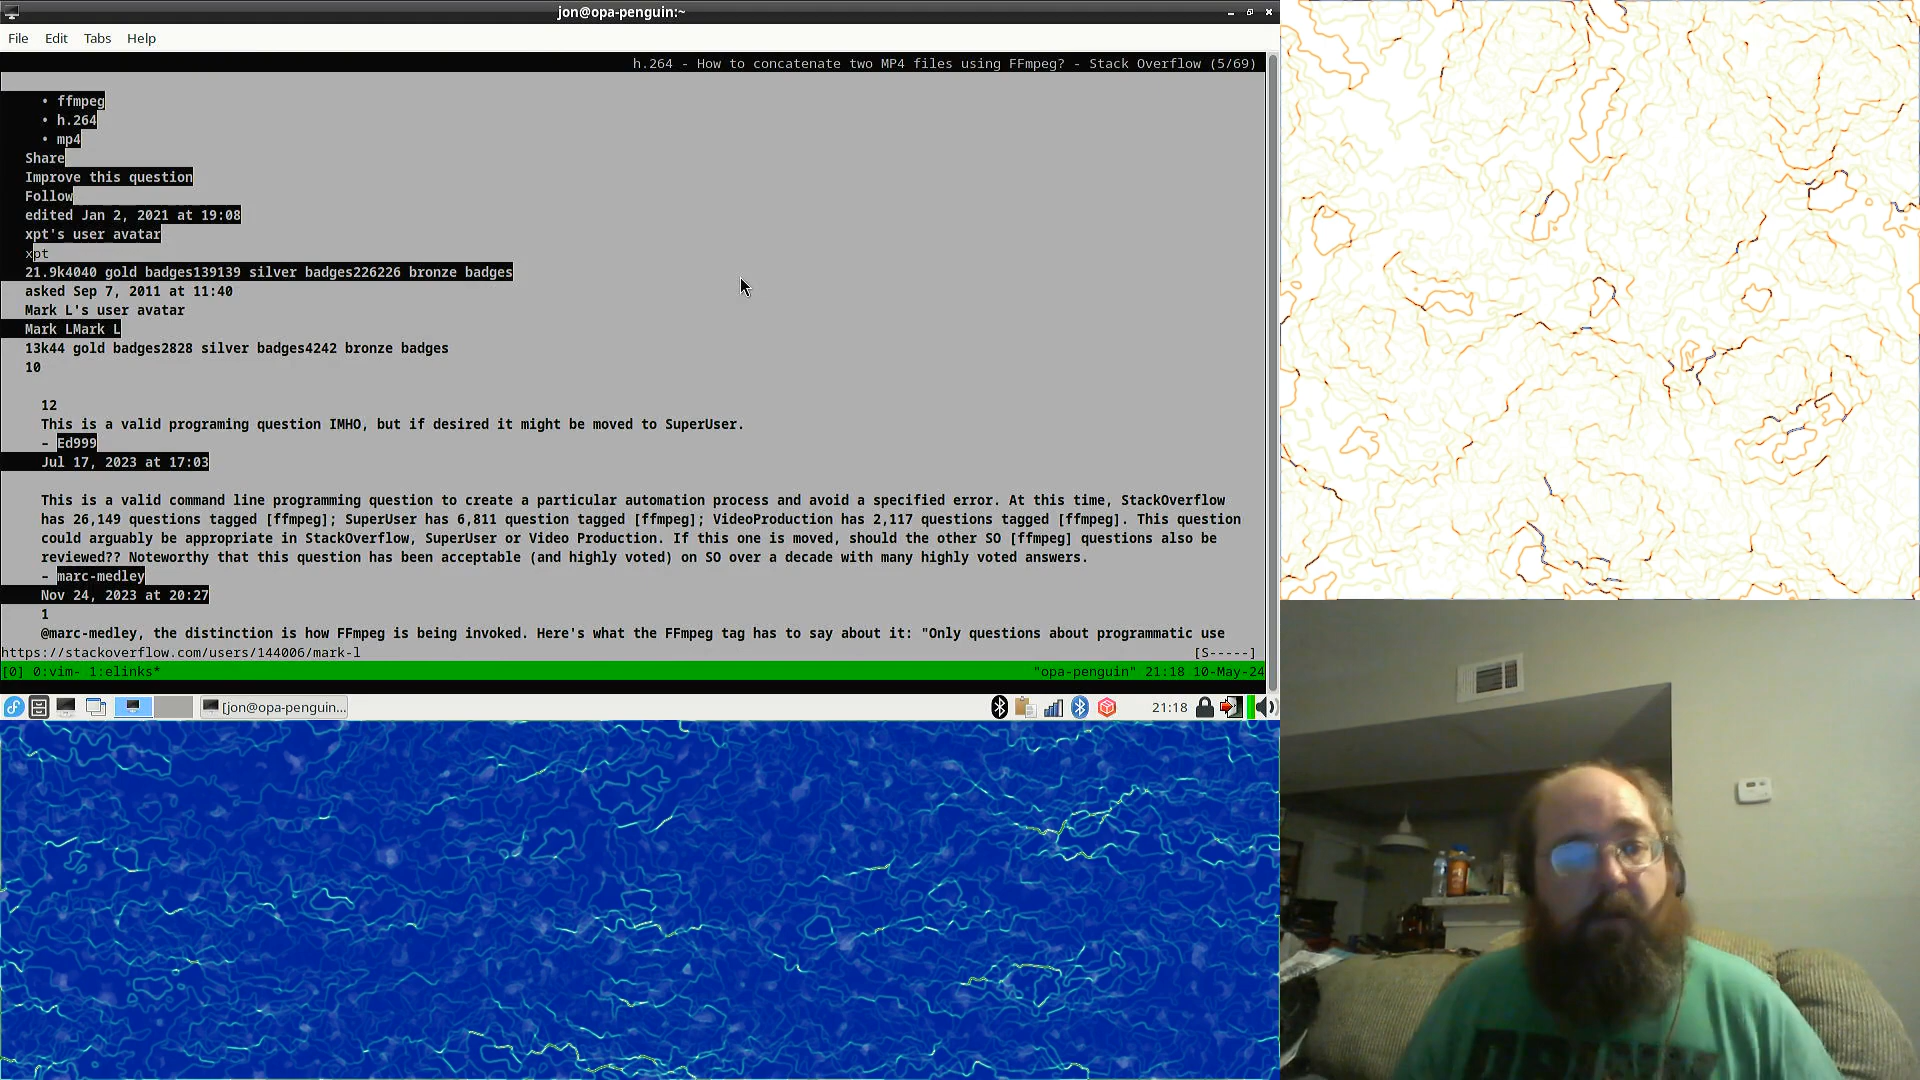 jon@opa-penguin:~
File Edit Tabs Help
h.264 - How to concatenate two MP4 files using FFmpeg? - Stack Overflow (5/69)
• ffmpeg
• h.264
• mp4
Share
Improve this question
Follow
edited Jan 2, 2021 at 19:08
xpt's user avatar
xpt
21.9k4040 gold badges139139 silver badges226226 bronze badges
asked Sep 7, 2011 at 11:40
Mark L's user avatar
Mark LMark L
13k44 gold badges2828 silver badges4242 bronze badges
10
12
This is a valid programing question IMHO, but if desired it might be moved to SuperUser.
- Ed999
Jul 17, 2023 at 17:03
This is a valid command line programming question to create a particular automation process and avoid a specified error. At this time, StackOverflow
has 26,149 questions tagged [ffmpeg]; SuperUser has 6,811 question tagged [ffmpeg]; VideoProduction has 2,117 questions tagged [ffmpeg]. This question
could arguably be appropriate in StackOverflow, SuperUser or Video Production. If this one is moved, should the other SO [ffmpeg] questions also be
reviewed?? Noteworthy that this question has been acceptable (and highly voted) on SO over a decade with many highly voted answers.
- marc-medley
Nov 24, 2023 at 20:27
1
@marc-medley, the distinction is how FFmpeg is being invoked. Here's what the FFmpeg tag has to say about it: "Only questions about programmatic use
https://stackoverflow.com/users/144006/mark-l [S-----]
[0] 0:vim- 1:elinks* "opa-penguin" 21:18 10-May-24
[jon@opa-penguin... 21:18